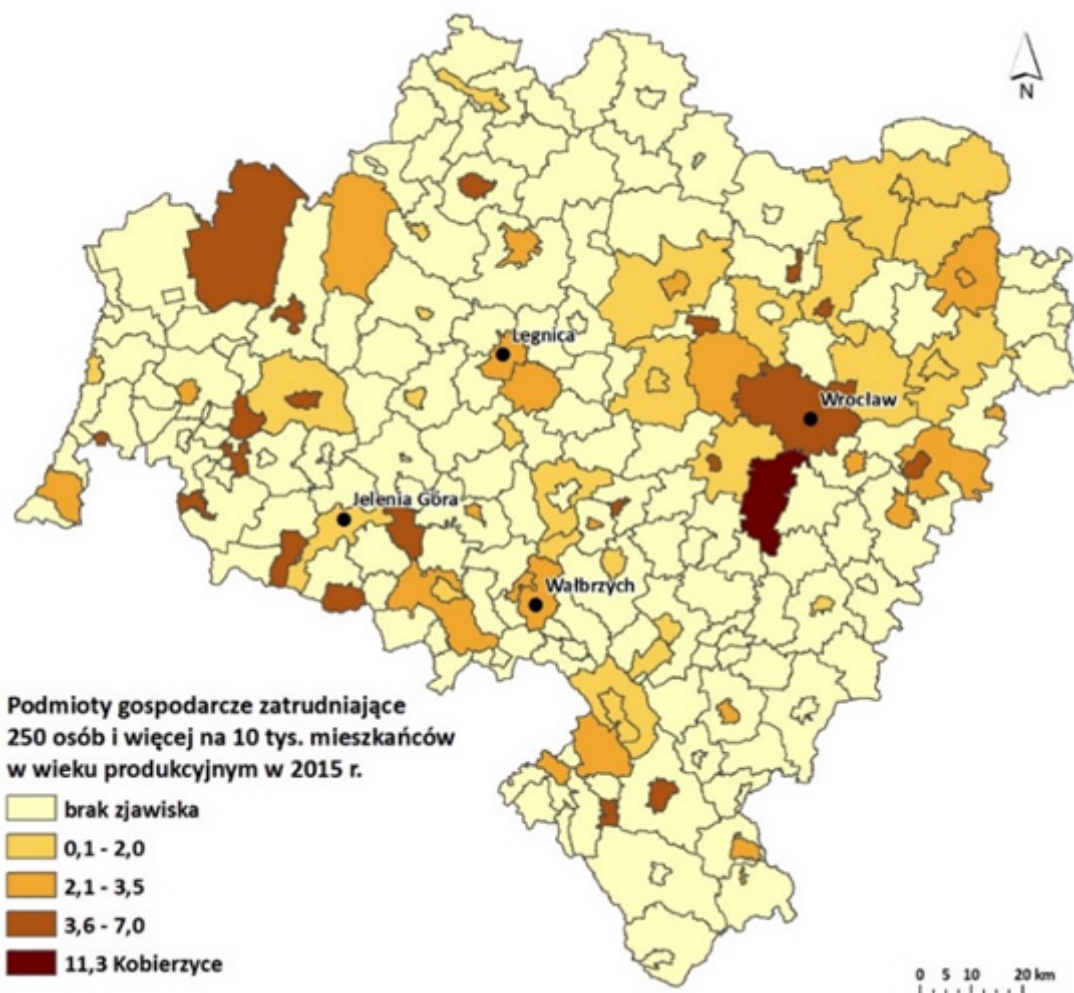 N
Legnica
Wrocław
Jelenia Góra
Wałbrzych
Podmioty gospodarcze zatrudniające
250 osób i więcej na 10 tys. mieszkańców
w wieku produkcyjnym w 2015 r.
brak zjawiska
0,1 - 2,0
2,1 - 3,5
3,6 - 7,0
11,3 Kobierzyce
0 5 10 20 km